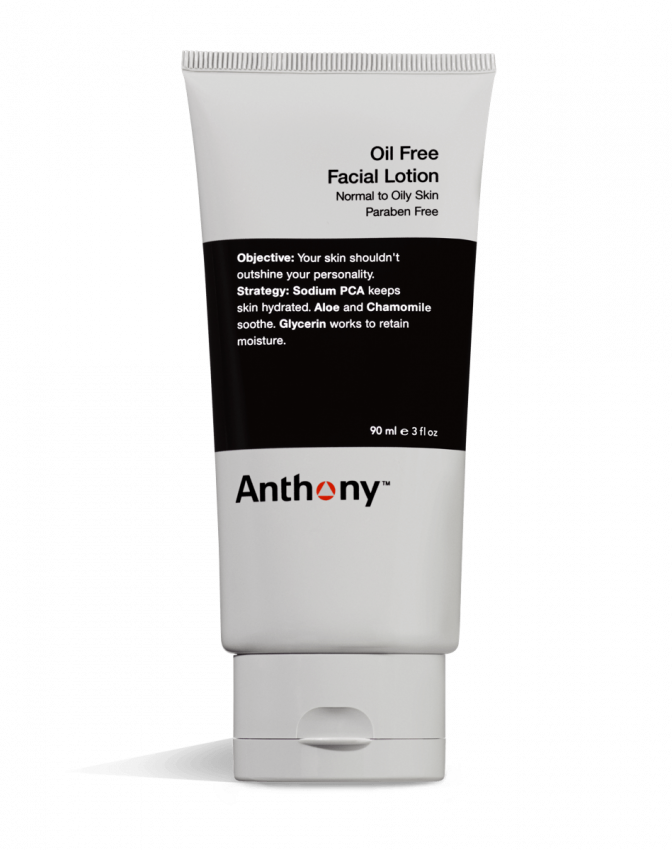 Oil Free
Facial Lotion
Normal to Oily Skin
Paraben Free
Objective: Your skin shouldn't
outshine your personality.
Strategy: Sodium PCA keeps
skin hydrated. Aloe and Chamomile
soothe. Glycerin works to retain
moisture.
90 ml e 3 fl oz
Anthony™